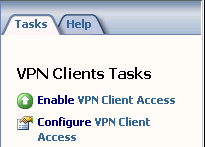 Tasks Help
VPN Clients Tasks
Enable VPN Client Access
Configure VPN Client
Access